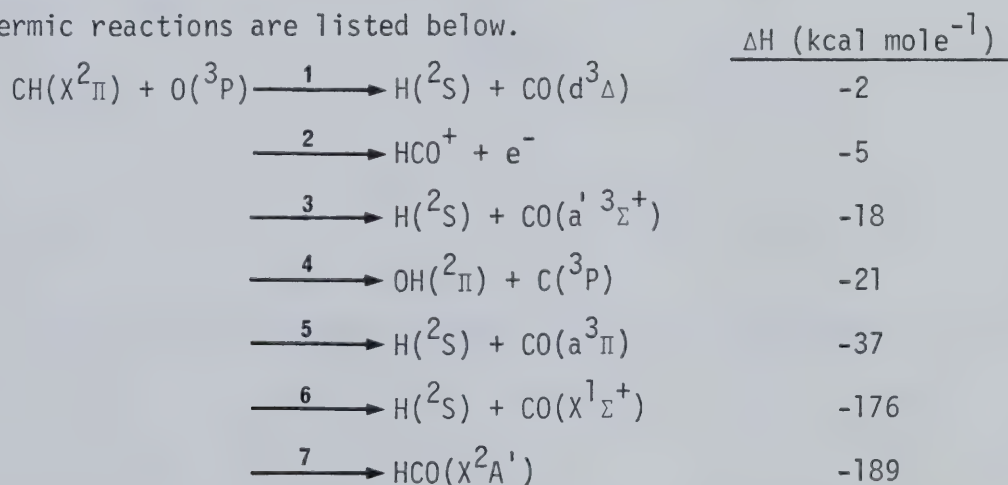 ermic reactions are listed below.
ΔH (kcal mole⁻¹)
CH(X²Π) + O(³P) 1 → H(²S) + CO(d³Δ) -2
2 → HCO⁺ + e⁻ -5
3 → H(²S) + CO(a' ³Σ⁺) -18
4 → OH(²Π) + C(³P) -21
5 → H(²S) + CO(a³Π) -37
6 → H(²S) + CO(X¹Σ⁺) -176
7 → HCO(X²A') -189